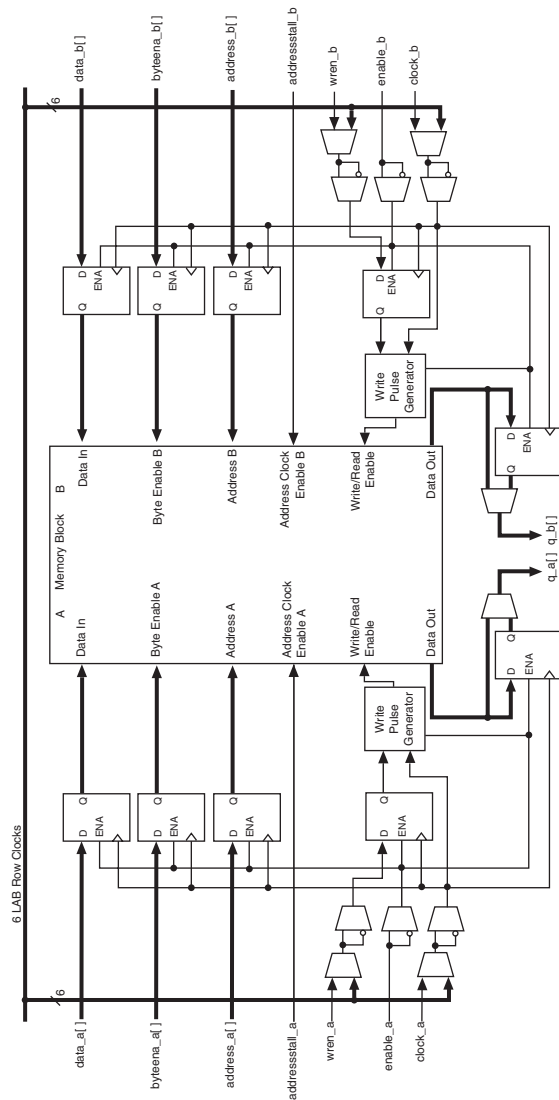 6 LAB Row Clocks
6
6
data_a[ ]
byteena_a[ ]
address_a[ ]
addressstall_a
wren_a
enable_a
clock_a
D
Q
ENA
D
Q
ENA
D
Q
ENA
D
Q
ENA
Write
Pulse
Generator
A
Memory Block
B
Data In
Byte Enable A
Address A
Address Clock
Enable A
Write/Read
Enable
Data Out
Data In
Byte Enable B
Address B
Address Clock
Enable B
Write/Read
Enable
Data Out
D
Q
ENA
q_a[ ]
q_b[ ]
D
Q
ENA
Write
Pulse
Generator
Q
D
ENA
Q
D
ENA
Q
D
ENA
Q
D
ENA
data_b[ ]
byteena_b[ ]
address_b[ ]
addressstall_b
wren_b
enable_b
clock_b